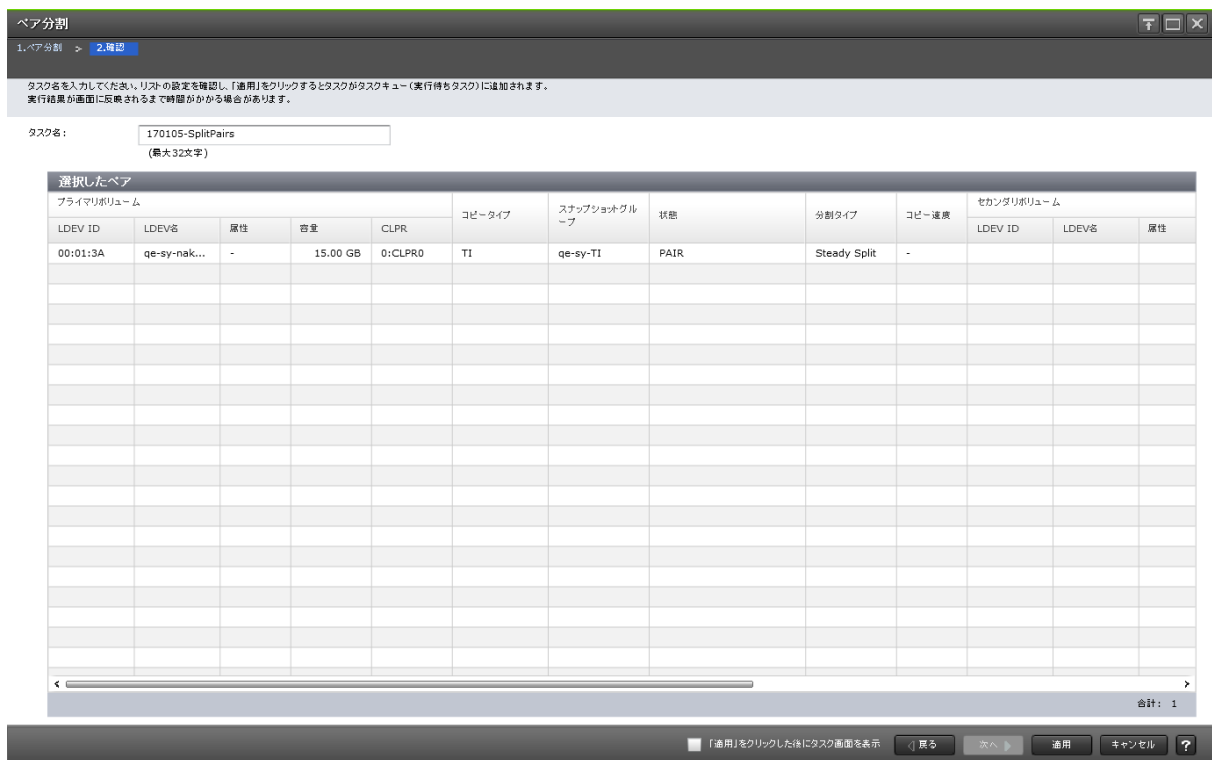 ペア分割
1.ペア分割 > 2.確認
タスク名を入力してください。リストの設定を確認し、「適用」をクリックするとタスクがタスクキュー(実行待ちタスク)に追加されます。
実行結果が画面に反映されるまで時間がかかる場合があります。
タスク名: 170105-SplitPairs
(最大32文字)
選択したペア
プライマリボリューム コピータイプ スナップショットグループ 状態 分割タイプ コピー速度 セカンダリボリューム
LDEV ID LDEV名 属性 容量 CLPR LDEV ID LDEV名 属性
00:01:3A qe-sy-nak... - 15.00 GB 0:CLPR0 TI qe-sy-TI PAIR Steady Split -
合計: 1
「適用」をクリックした後にタスク画面を表示 戻る 次へ 適用 キャンセル ?